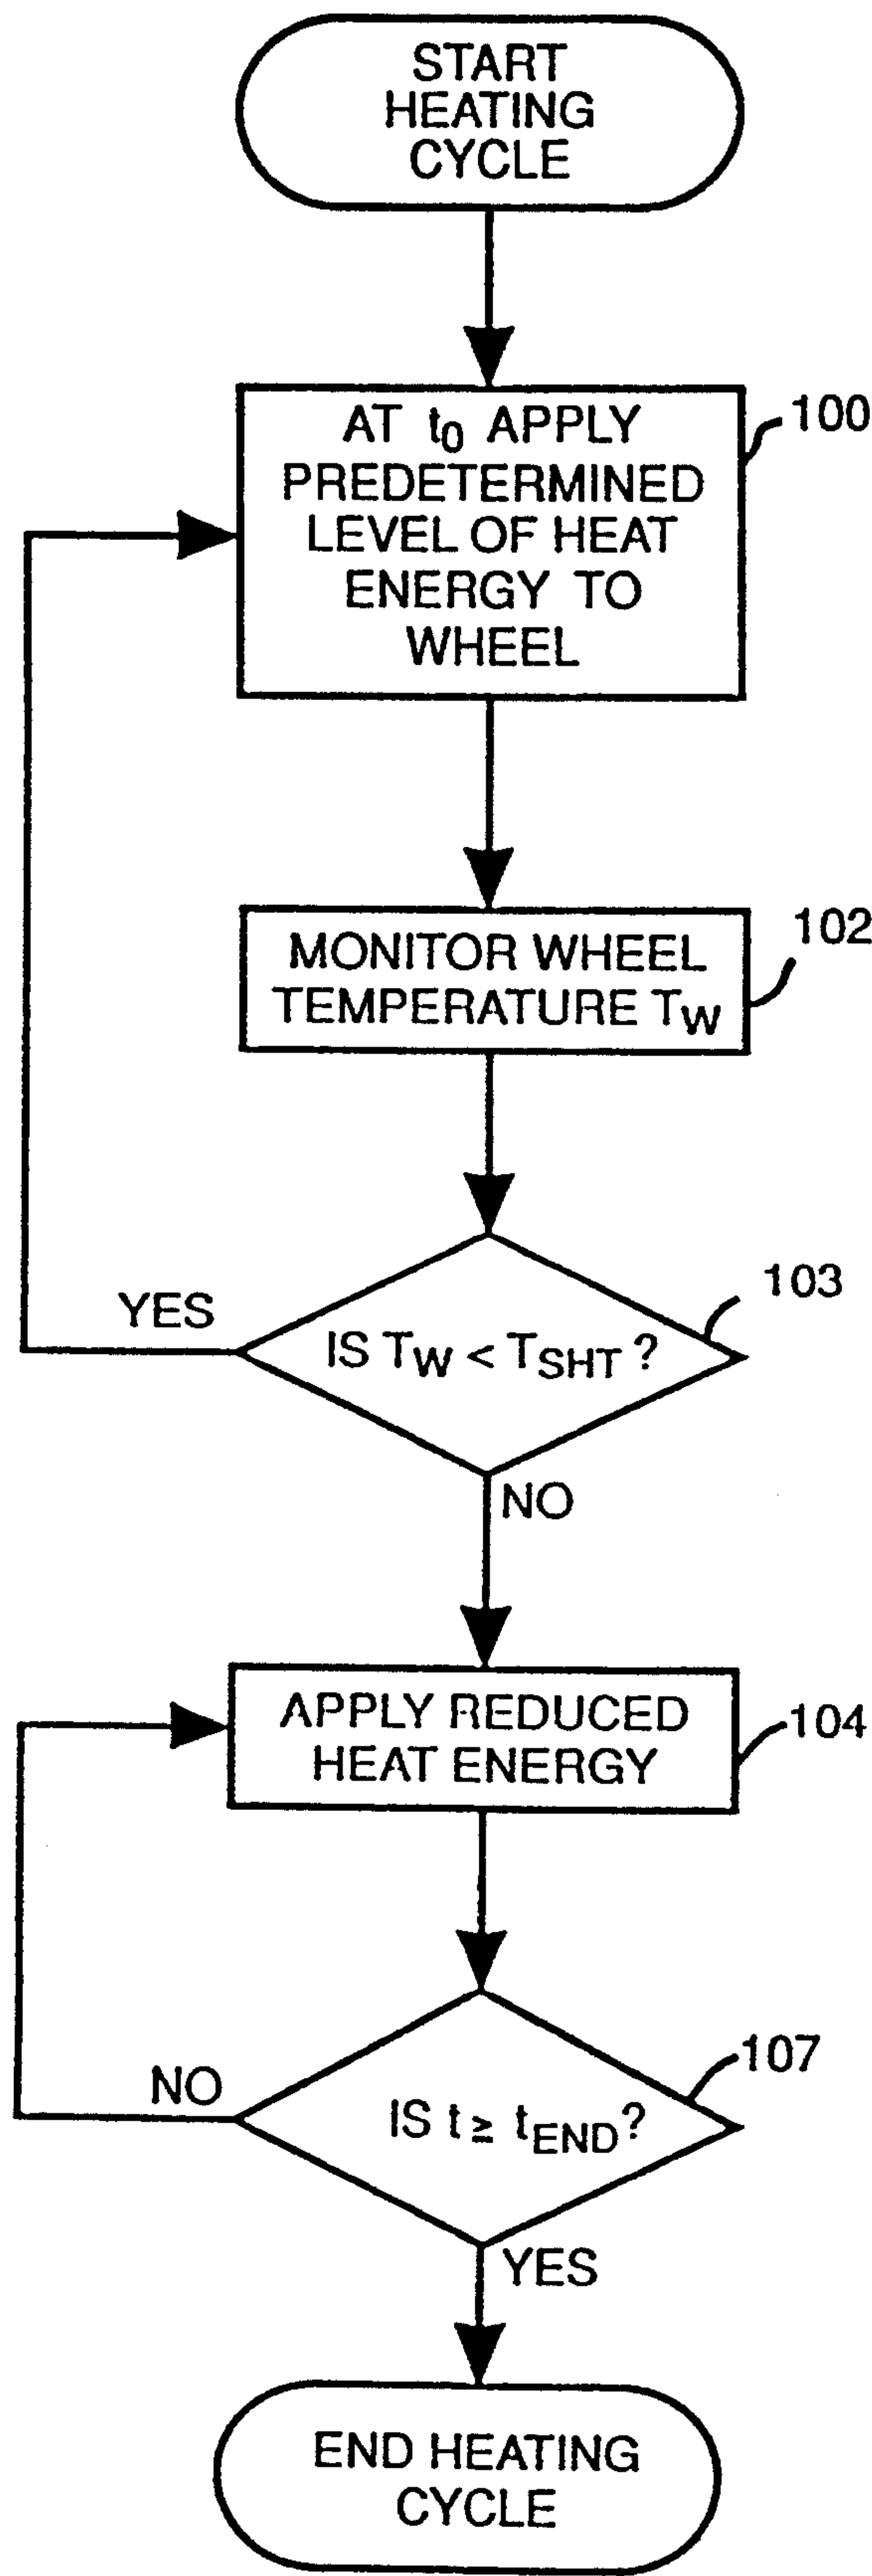 START
HEATING
CYCLE
AT t0 APPLY
PREDETERMINED
LEVEL OF HEAT
ENERGY TO
WHEEL
100
MONITOR WHEEL
TEMPERATURE TW
102
IS TW < TSHT ?
103
YES
NO
APPLY REDUCED
HEAT ENERGY
104
IS t ≥ tEND?
107
NO
YES
END HEATING
CYCLE